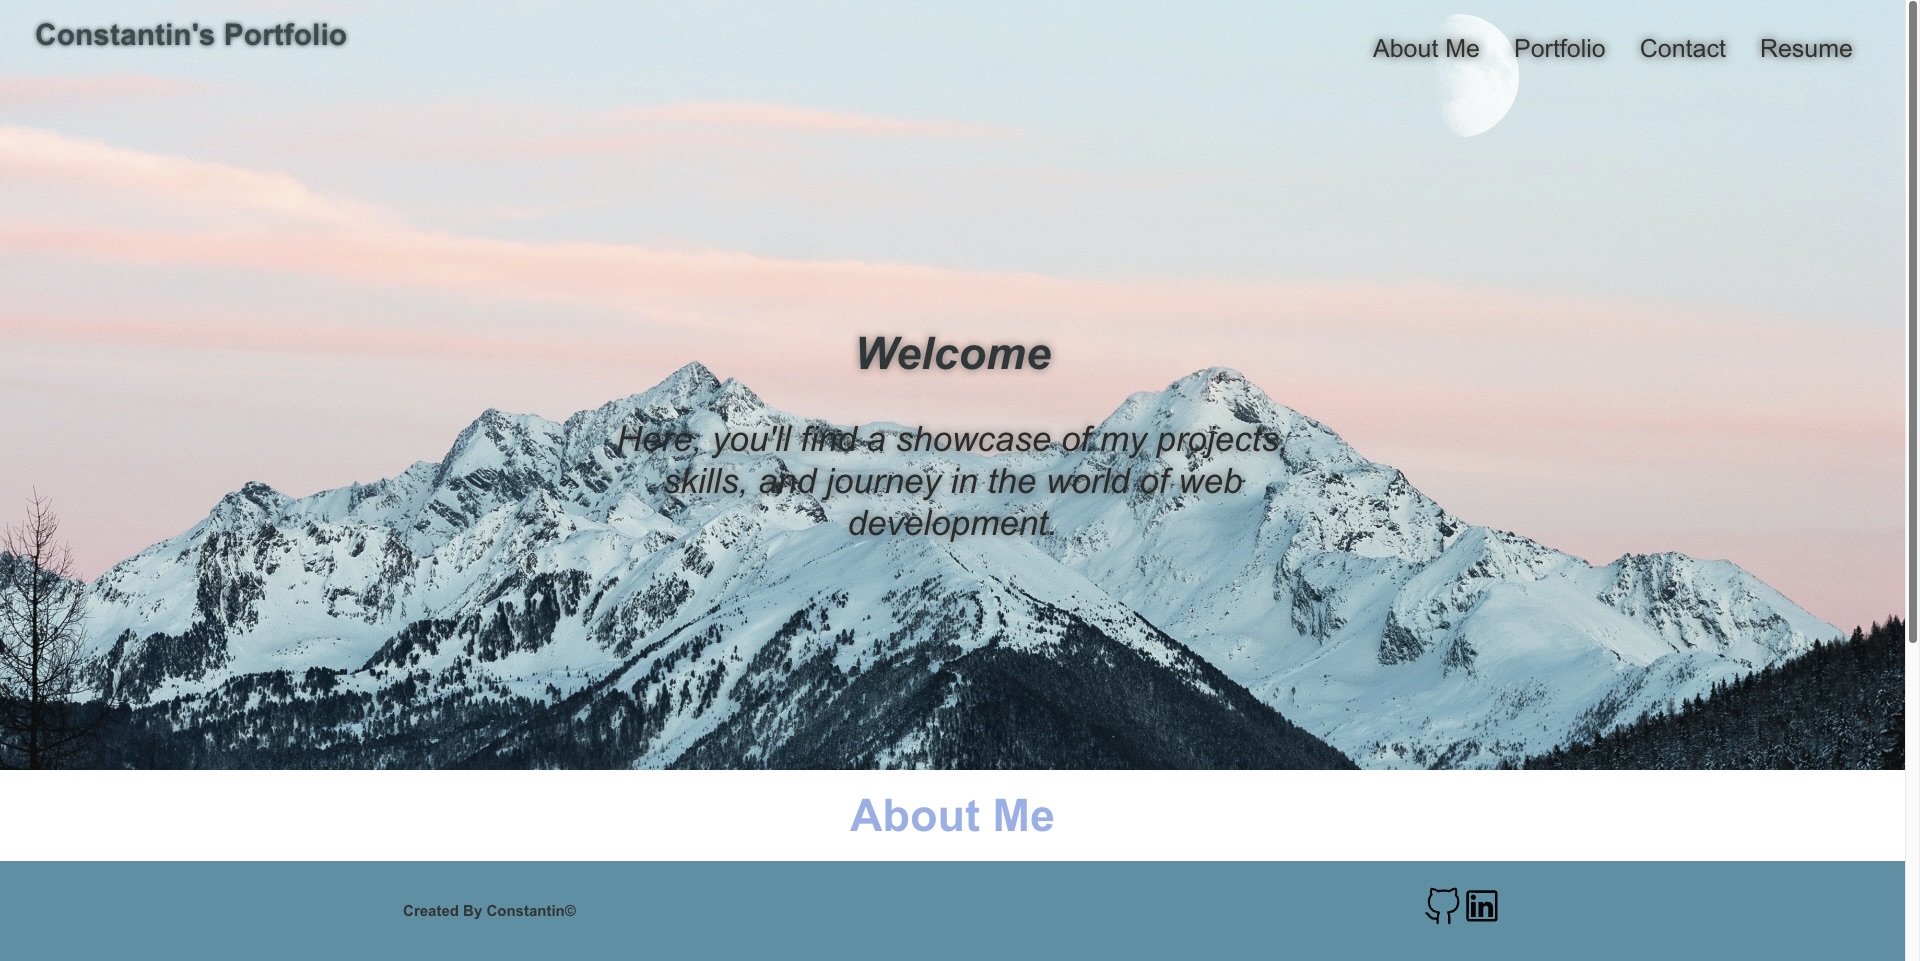 Constantin's Portfolio
About Me Portfolio Contact Resume
Welcome
Here, you'll find a showcase of my projects,
skills, and journey in the world of web
development.
About Me
Created By Constantin©
in